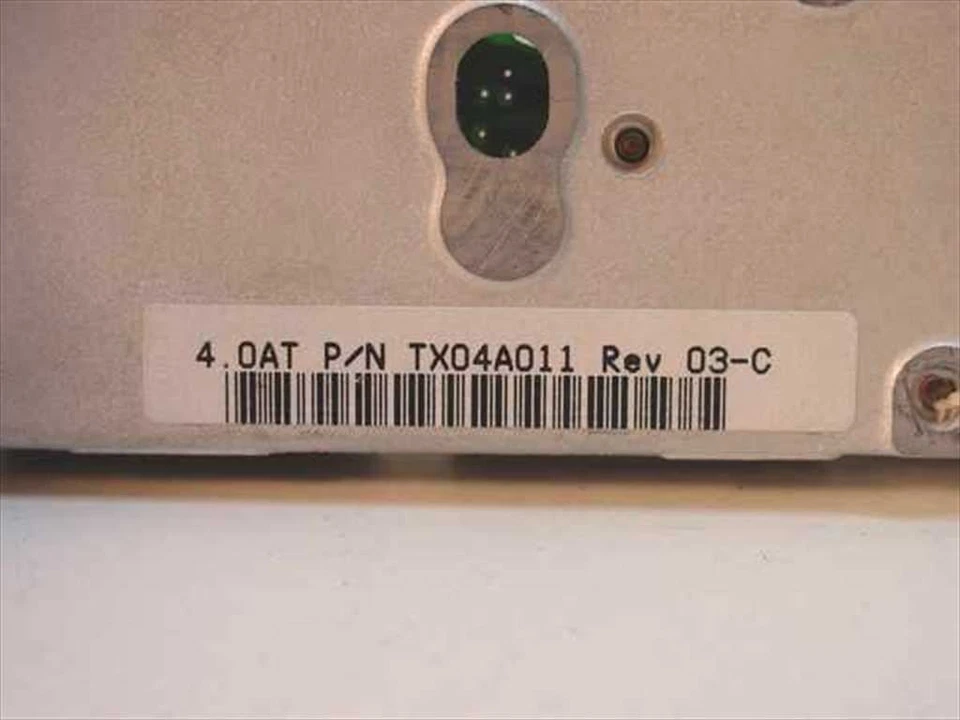 4.0AT P/N TX04A011 Rev 03-C